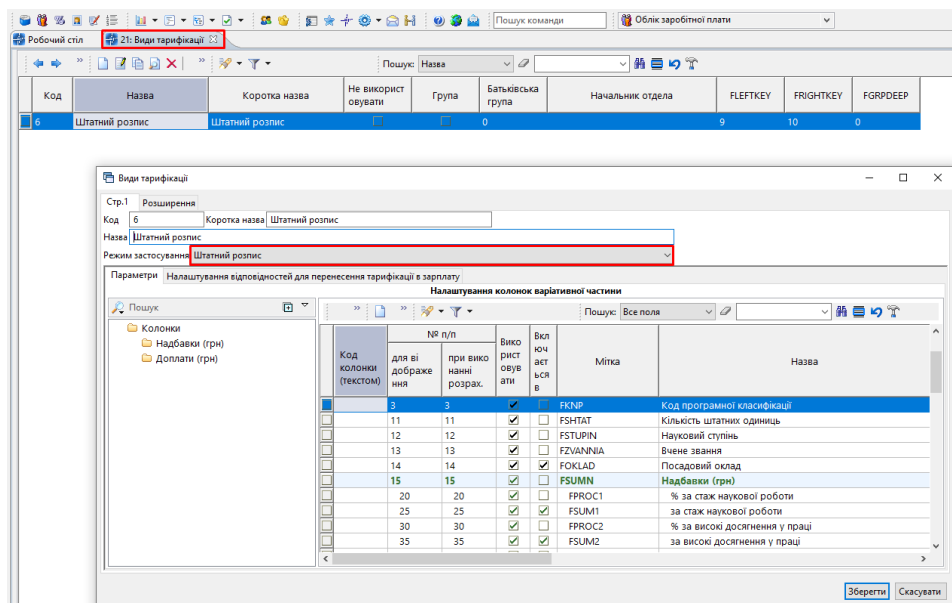 Пошук команди
Облік заробітної плати
Робочий стіл
21: Види тарифікації
Пошук: Назва
Код Назва Коротка назва Не використовувати Група Батьківська група Начальник отдела FLEFTKEY FRIGHTKEY FGRPDEEP
6 Штатний розпис Штатний розпис 0 9 10 0
Види тарифікації
Стр.1 Розширення
Код 6 Коротка назва Штатний розпис
Назва Штатний розпис
Режим застосування Штатний розпис
Параметри Налаштування відповідностей для перенесення тарифікації в зарплату
Налаштування колонок варіативної частини
Пошук
Колонки
Надбавки (грн)
Доплати (грн)
Пошук: Все поля
Код колонки (текстом) № п/п для відображення при виконанні розрах. Використовувати Включається в Мітка Назва
3 3 FKNP Код програмної класифікації
11 11 FSHTAT Кількість штатних одиниць
12 12 FSTUPIN Науковий ступінь
13 13 FZVANNIA Вчене звання
14 14 FOKLAD Посадовий оклад
15 15 FSUMN Надбавки (грн)
20 20 FPROC1 % за стаж наукової роботи
25 25 FSUM1 за стаж наукової роботи
30 30 FPROC2 % за високі досягнення у праці
35 35 FSUM2 за високі досягнення у праці
Зберегти Скасувати